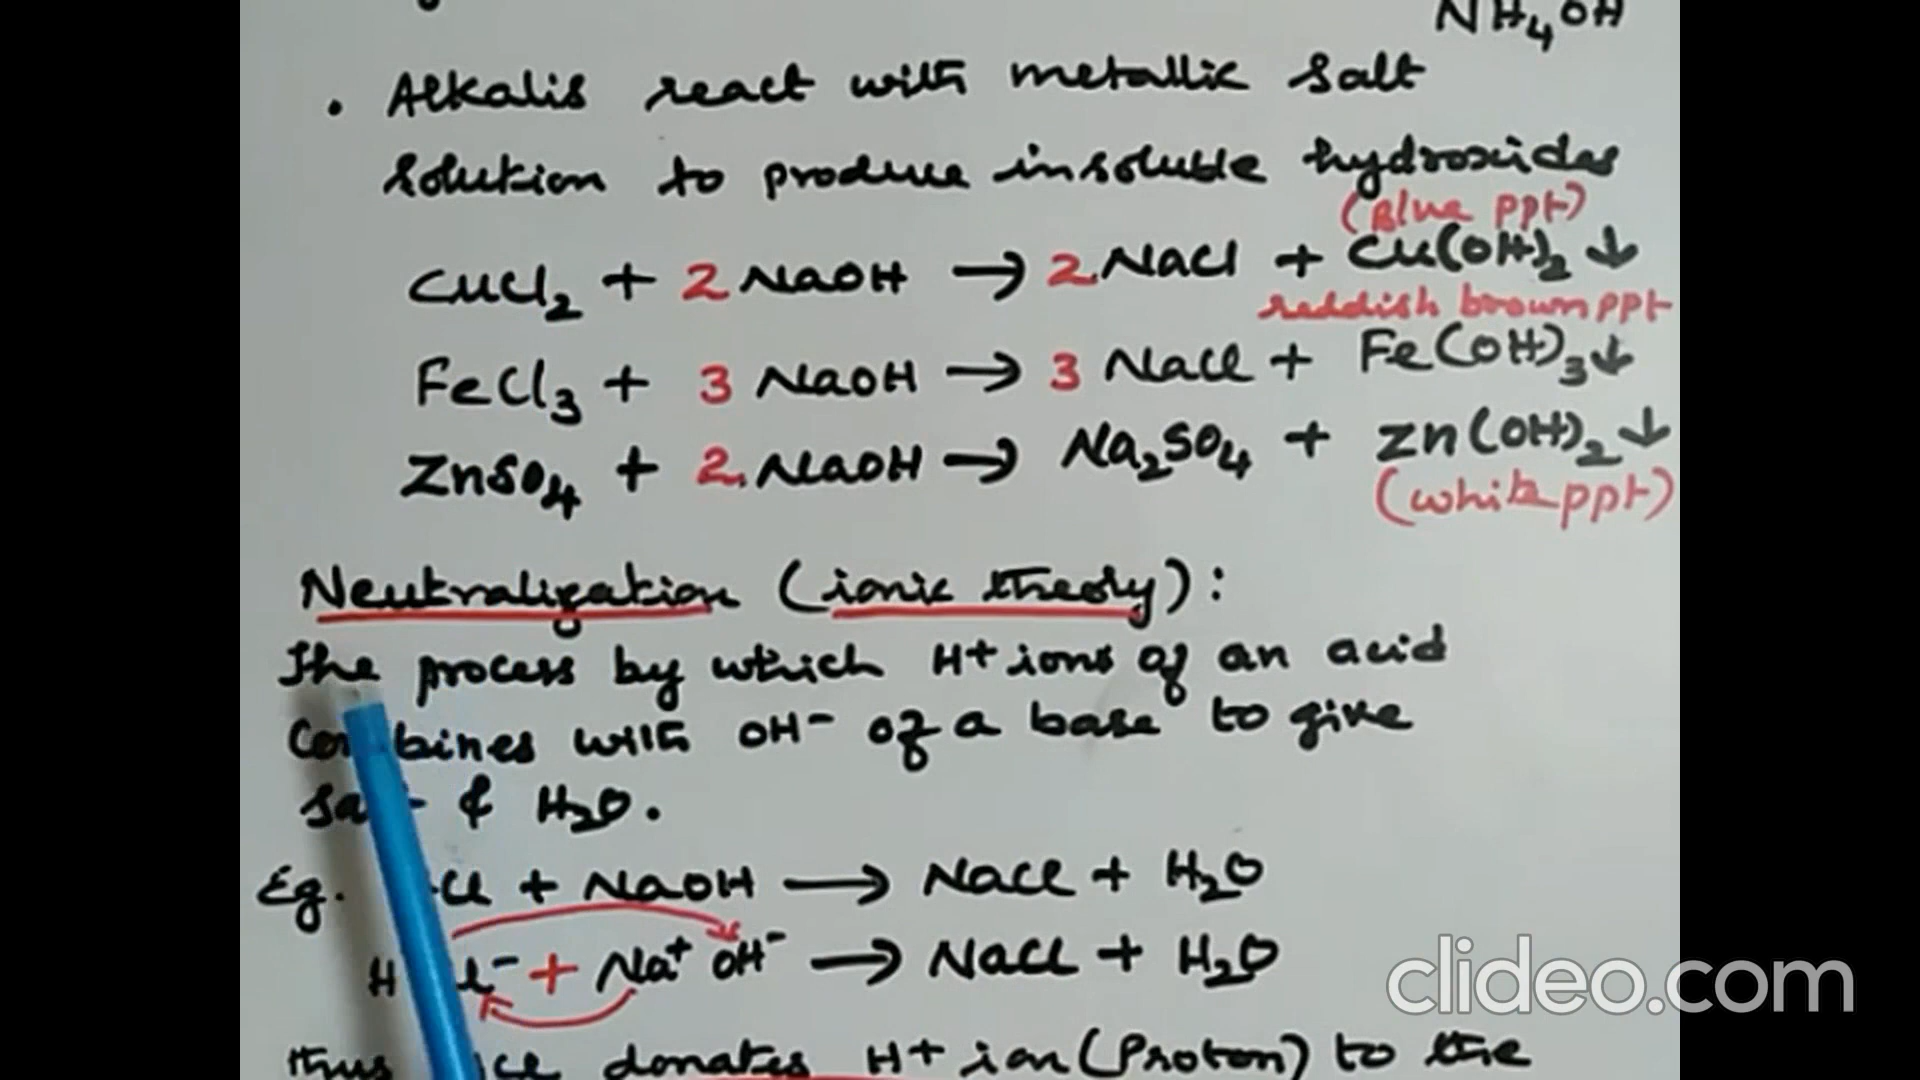 NH₄OH
. Alkalis react with metallic salt
solution to produce insoluble hydroxides
(Blue ppt)
CuCl₂ + 2 NaOH → 2 NaCl + Cu(OH)₂ ↓
reddish brown ppt
FeCl₃ + 3 NaOH → 3 NaCl + Fe(OH)₃ ↓
ZnSO₄ + 2 NaOH → Na₂SO₄ + Zn(OH)₂ ↓
(white ppt)
Neutralization (ionic theory):
The process by which H⁺ ions of an acid
Combines with OH⁻ of a base to give
& H₂O.
Eg. Cl + NaOH → NaCl + H₂O
H l⁻ + Na⁺ OH⁻ → NaCl + H₂O
thus donates H⁺ ion (Proton) to the
clideo.com